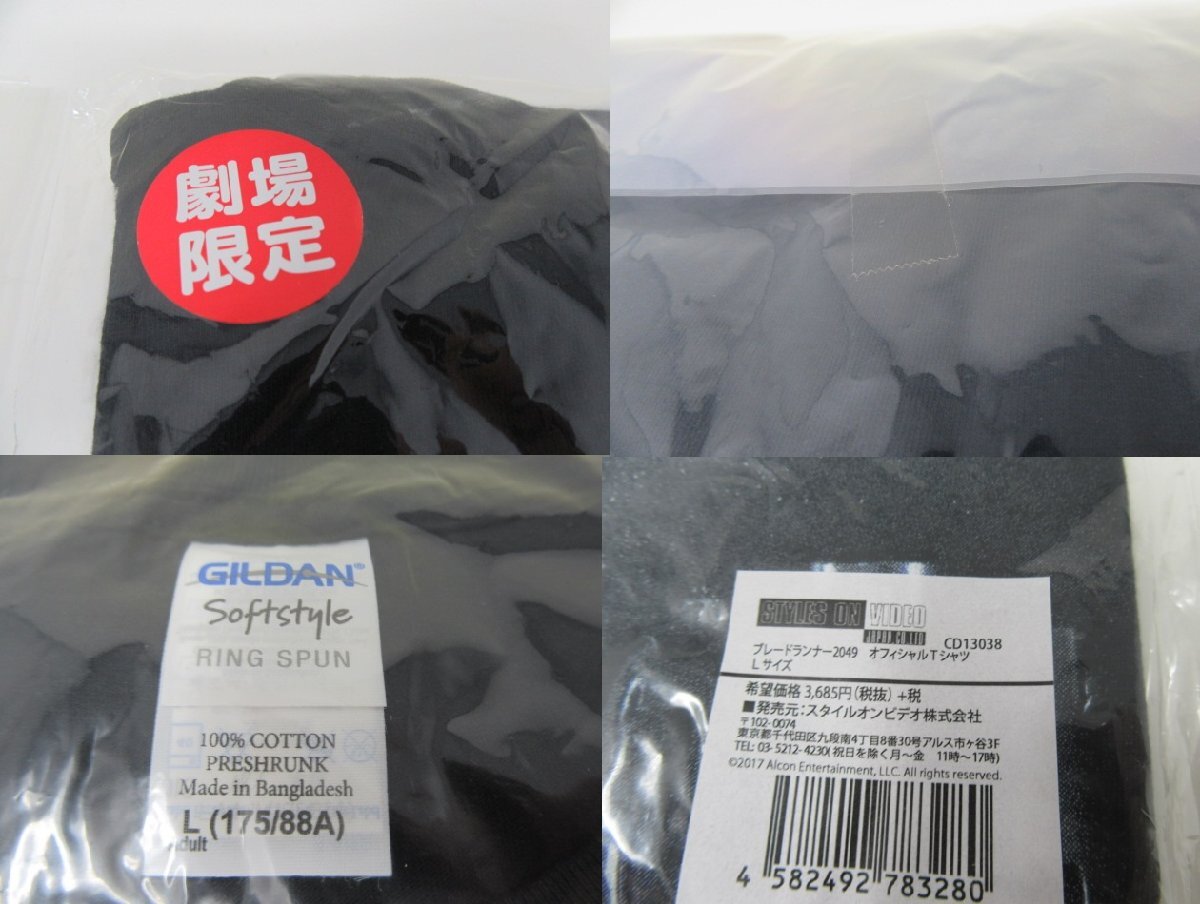 劇場
限定
GILDAN®
Softstyle
RING SPUN
100% COTTON
PRESHRUNK
Made in Bangladesh
L (175/88A)
Adult
STYLES ON VIDEO
JAPAN CO.LTD
CD13038
ブレードランナー2049 オフィシャルTシャツ
Lサイズ
希望価格 3,685円(税抜) +税
■発売元:スタイルオンビデオ株式会社
〒102-0074
東京都千代田区九段南4丁目8番30号アルス市ヶ谷3F
TEL: 03-5212-4230(祝日を除く月〜金 11時〜17時)
©2017 Alcon Entertainment, LLC. All rights reserved.
4 582492 783280